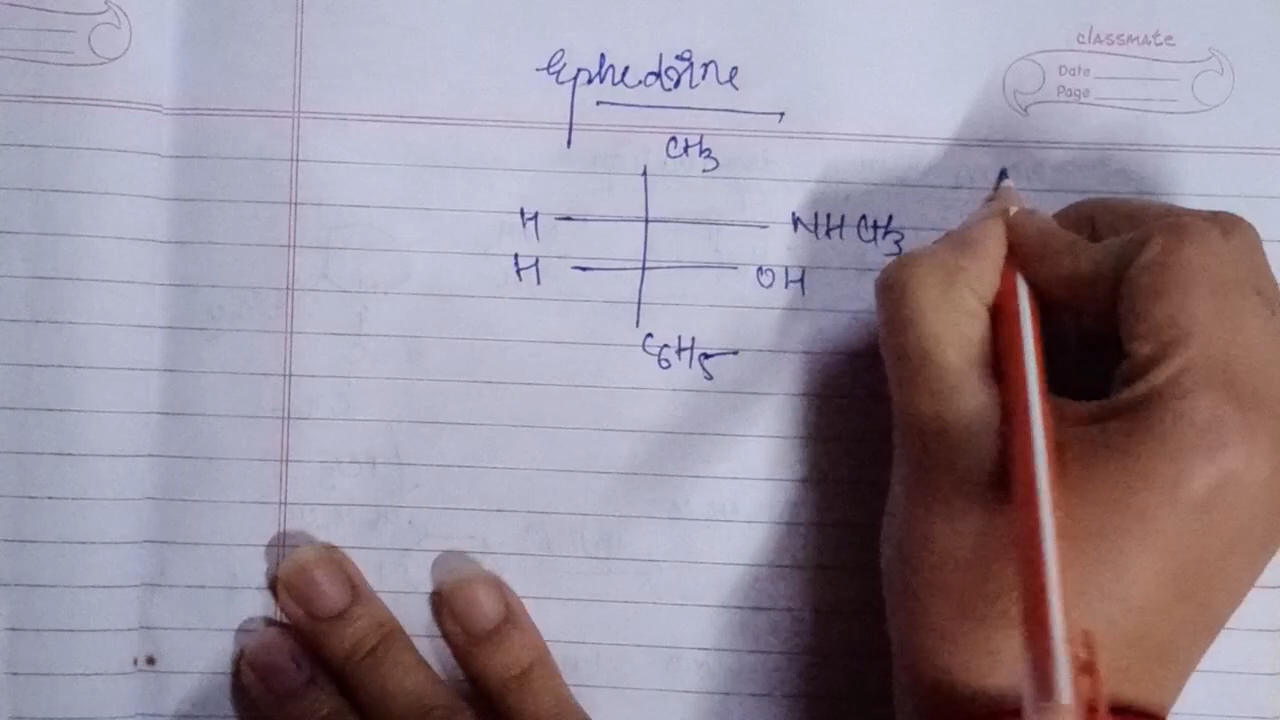 classmate
Date
Page
Ephedrine
CH3
H NHCH3
H OH
C6H5